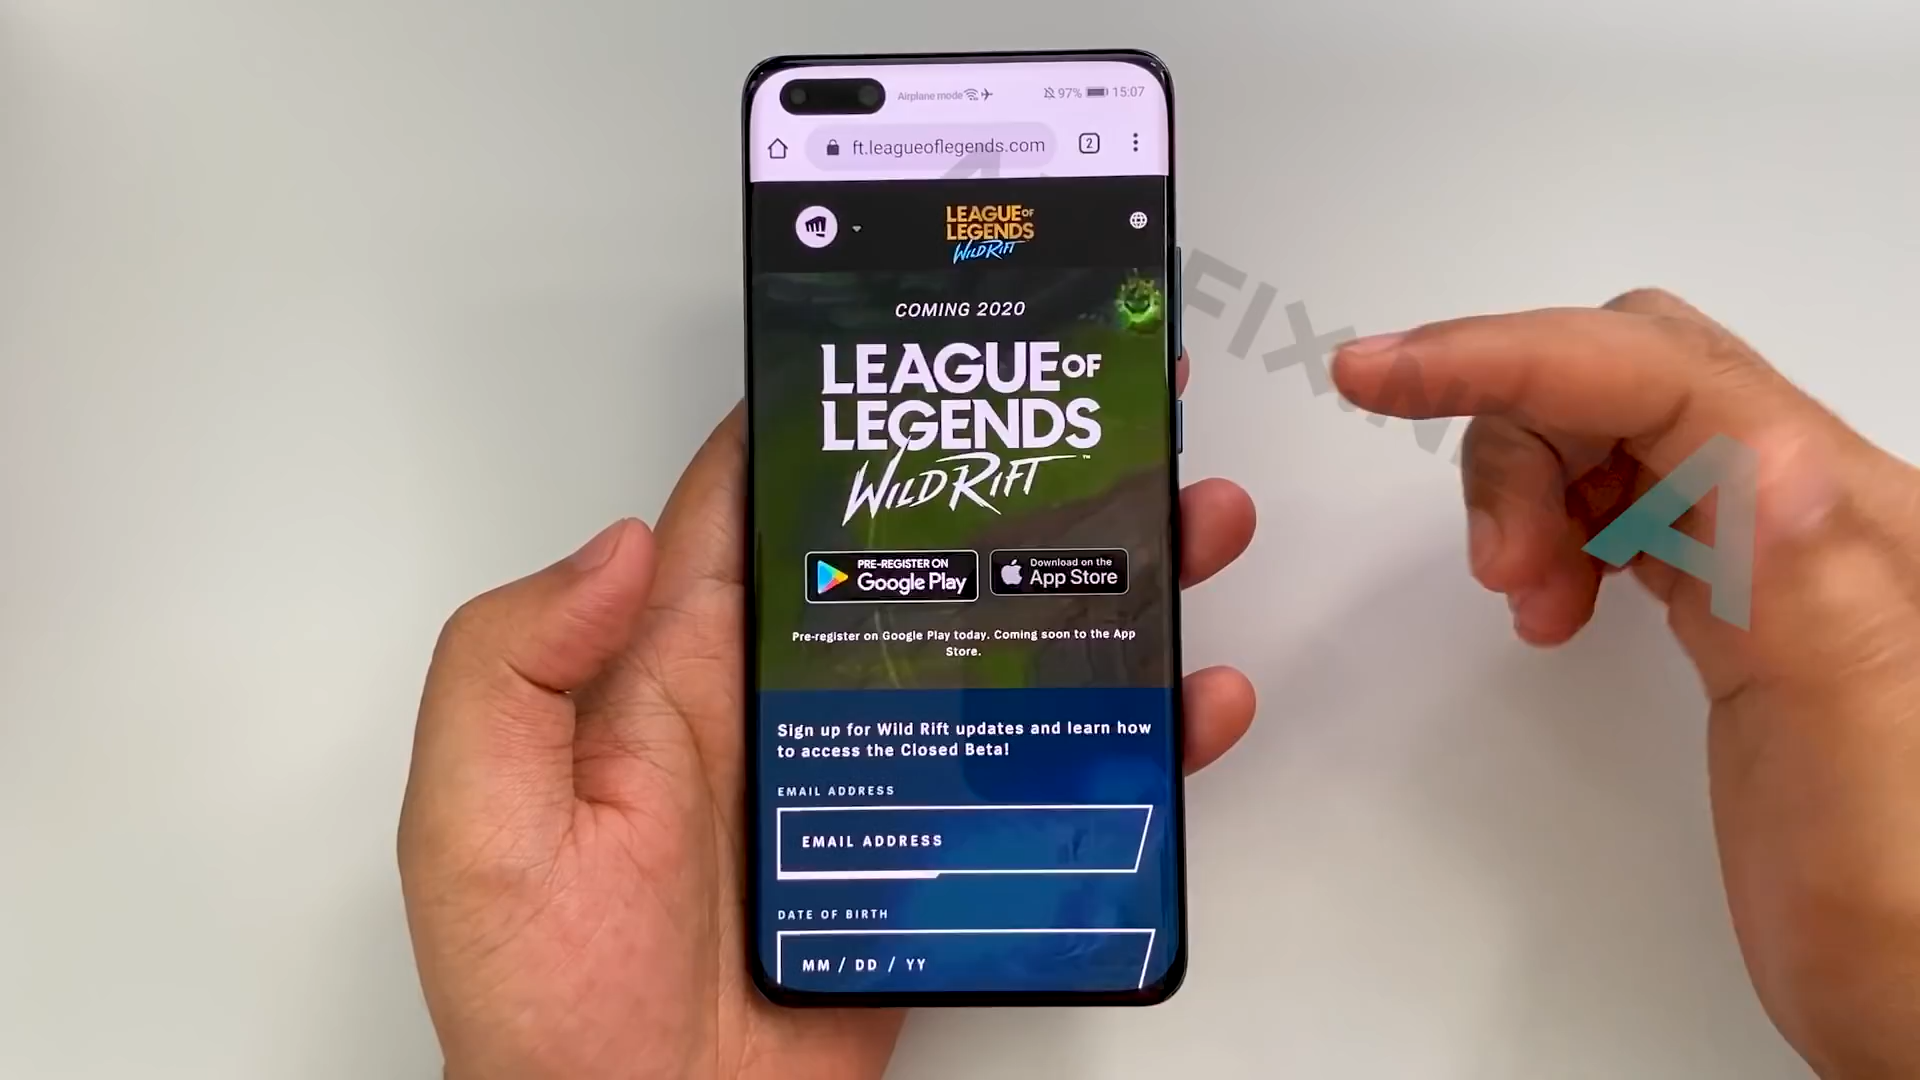 Airplane mode 97% 15:07
ft.leagueoflegends.com 2
LEAGUE OF
LEGENDS
WILD RIFT
COMING 2020
LEAGUE OF
LEGENDS
WILD RIFT™
PRE-REGISTER ON
Google Play
Download on the
App Store
Pre-register on Google Play today. Coming soon to the App
Store.
Sign up for Wild Rift updates and learn how
to access the Closed Beta!
EMAIL ADDRESS
EMAIL ADDRESS
DATE OF BIRTH
MM / DD / YY